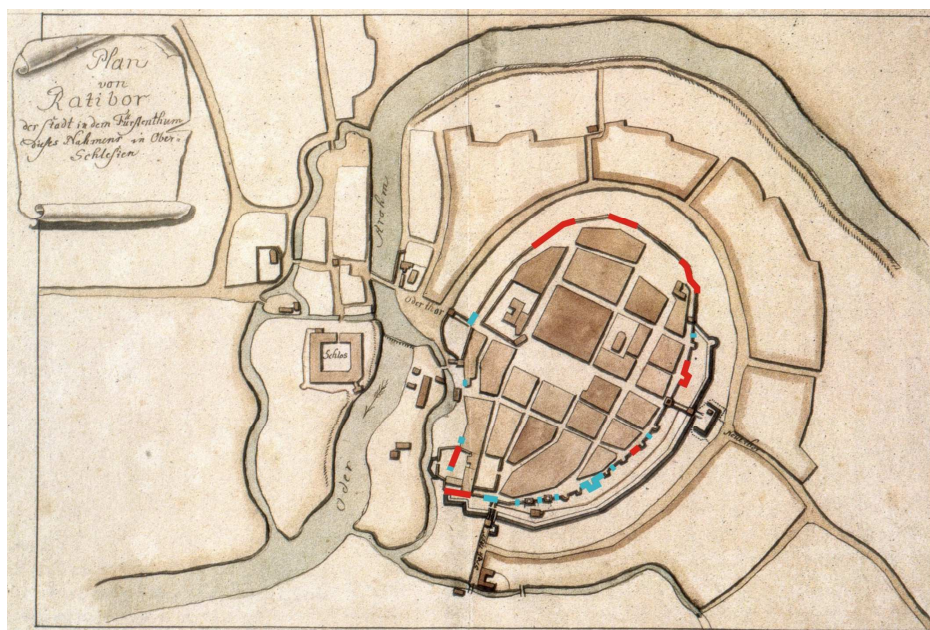 Plan
von
Ratibor
der Stadt in dem Fürstenthum
dieses Nahmens in Ober-
Schlesien
Oder thor
Schlos
Oder